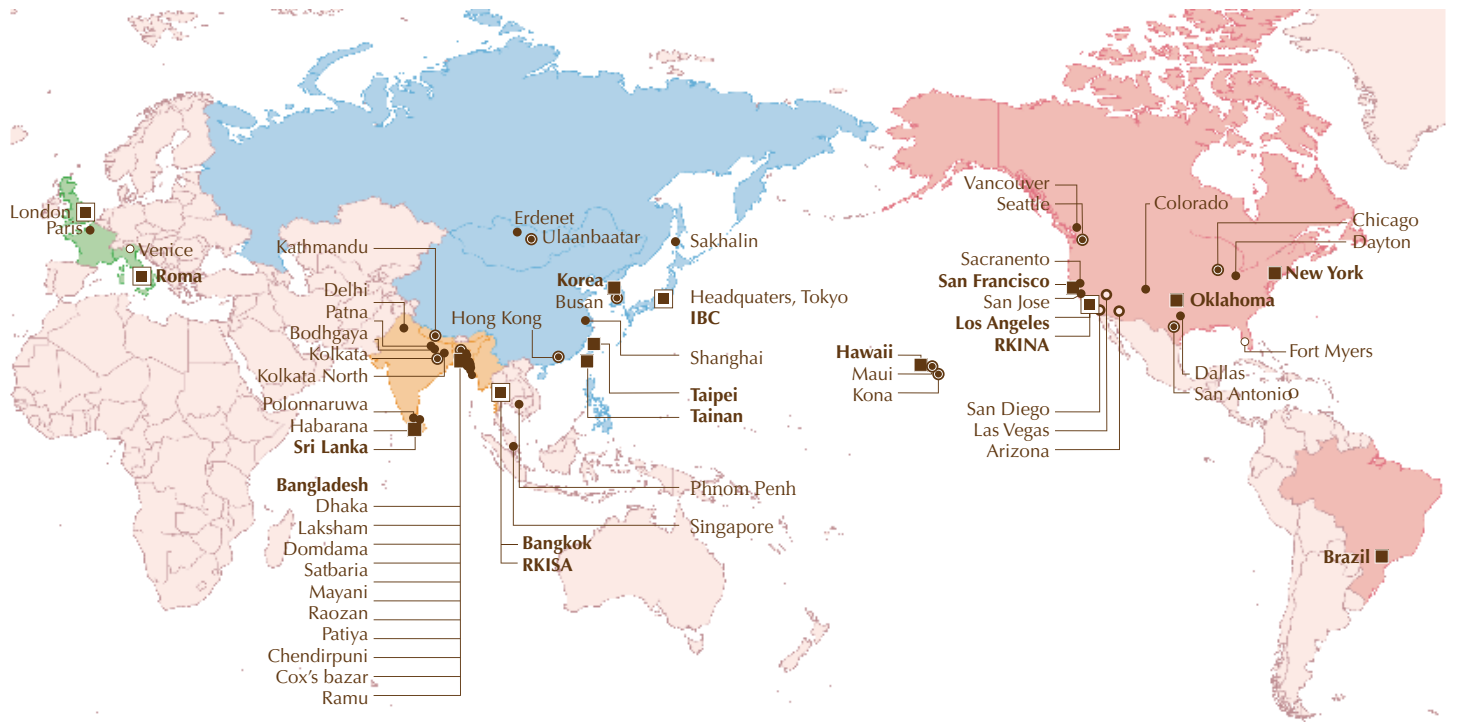 London
Paris
Venice
Roma
Kathmandu
Delhi
Patna
Bodhgaya
Kolkata
Kolkata North
Polonnaruwa
Habarana
Sri Lanka
Bangladesh
Dhaka
Laksham
Domdama
Satbaria
Mayani
Raozan
Patiya
Chendirpuni
Cox's bazar
Ramu
Erdenet
Ulaanbaatar
Sakhalin
Korea
Busan
Headquaters, Tokyo
IBC
Hong Kong
Shanghai
Taipei
Tainan
Phnom Penh
Singapore
Bangkok
RKISA
Hawaii
Maui
Kona
Vancouver
Seattle
Sacranento
San Francisco
San Jose
Los Angeles
RKINA
San Diego
Las Vegas
Arizona
Colorado
Chicago
Dayton
New York
Oklahoma
Fort Myers
Dallas
San Antonio
Brazil